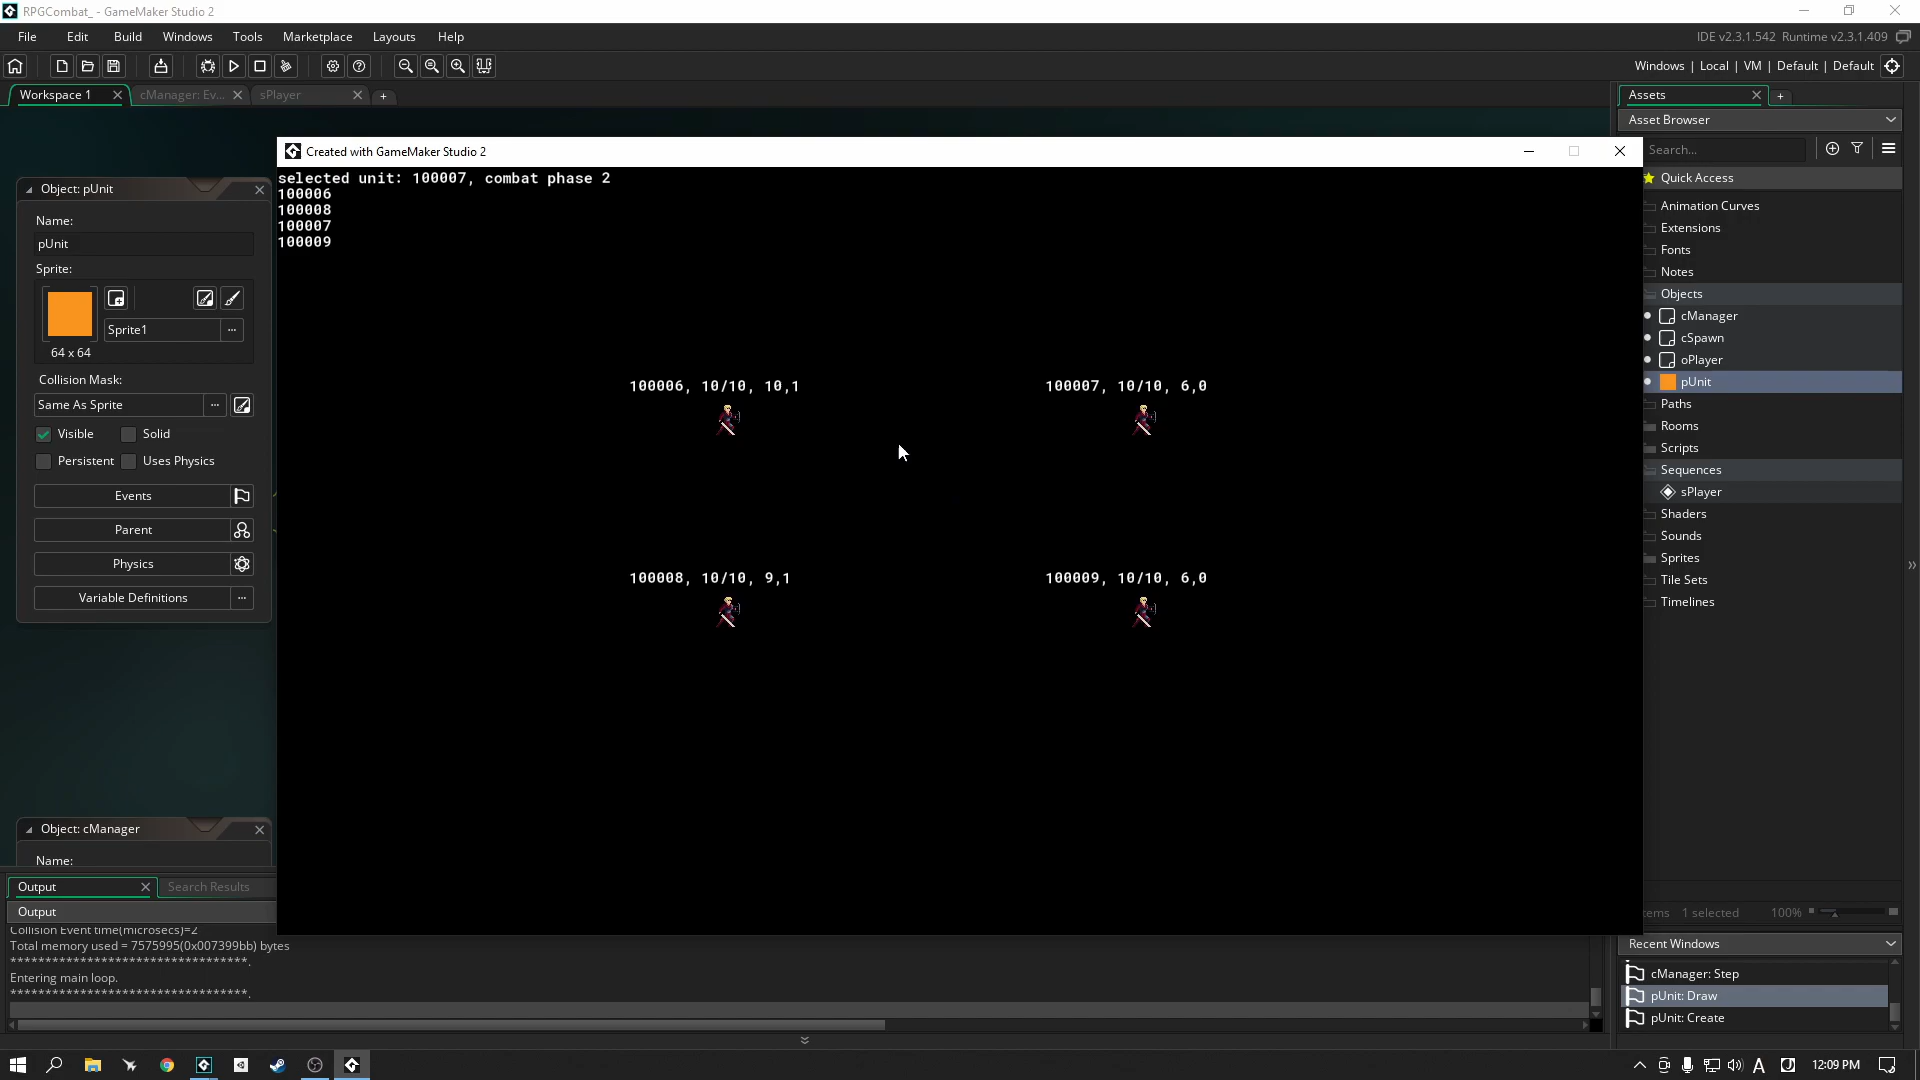 RPGCombat_ - GameMaker Studio 2
File Edit Build Windows Tools Marketplace Layouts Help
IDE v2.3.1.542 Runtime v2.3.1.409
Windows | Local | VM | Default | Default
Workspace 1
cManager: Ev...
sPlayer
Object: pUnit
Name:
pUnit
Sprite:
Sprite1
64 x 64
Collision Mask:
Same As Sprite
Visible Solid
Persistent Uses Physics
Events
Parent
Physics
Variable Definitions
Object: cManager
Name:
Created with GameMaker Studio 2
selected unit: 100007, combat phase 2
100006
100008
100007
100009
100006, 10/10, 10,1
100007, 10/10, 6,0
100008, 10/10, 9,1
100009, 10/10, 6,0
Assets
Asset Browser
Search...
Quick Access
Animation Curves
Extensions
Fonts
Notes
Objects
cManager
cSpawn
oPlayer
pUnit
Paths
Rooms
Scripts
Sequences
sPlayer
Shaders
Sounds
Sprites
Tile Sets
Timelines
1 selected 100%
Recent Windows
cManager: Step
pUnit: Draw
pUnit: Create
Output
Search Results
Output
Collision Event time(microsecs)=2
Total memory used = 7575995(0x007399bb) bytes
**********************************.
Entering main loop.
**********************************.
12:09 PM